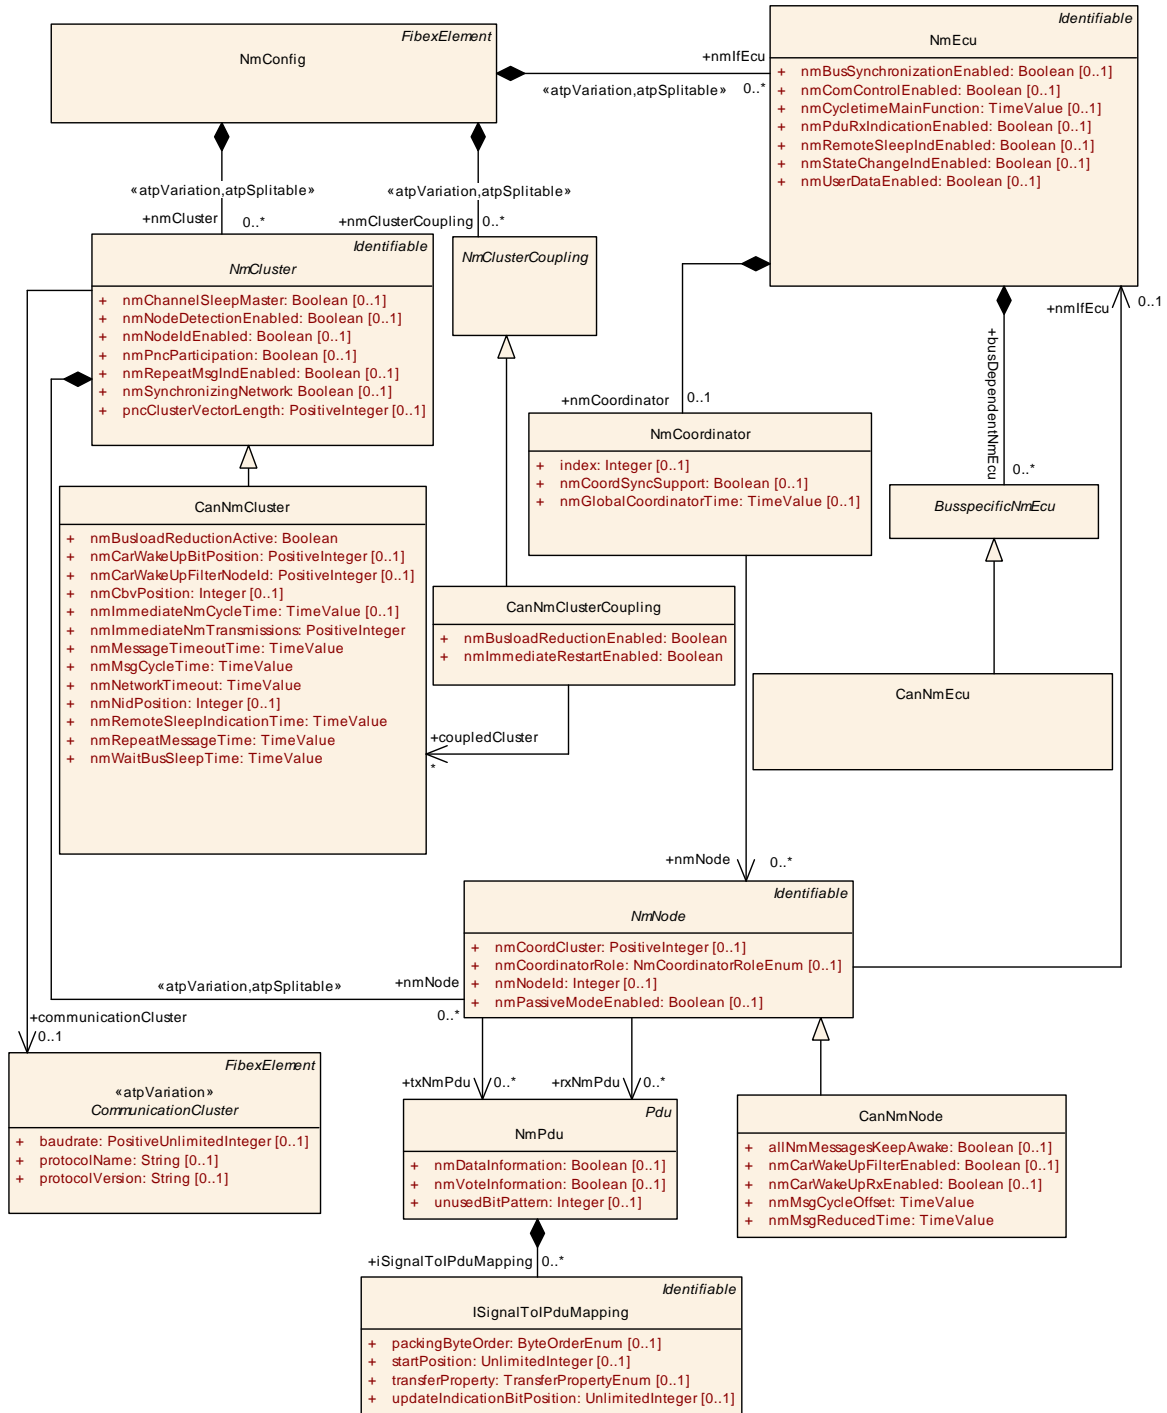 FibexElement
NmConfig
Identifiable
NmEcu
+ nmBusSynchronizationEnabled: Boolean [0..1]
+ nmComControlEnabled: Boolean [0..1]
+ nmCycletimeMainFunction: TimeValue [0..1]
+ nmPduRxIndicationEnabled: Boolean [0..1]
+ nmRemoteSleepIndEnabled: Boolean [0..1]
+ nmStateChangeIndEnabled: Boolean [0..1]
+ nmUserDataEnabled: Boolean [0..1]
+nmIfEcu
«atpVariation,atpSplitable» 0..*
«atpVariation,atpSplitable»
+nmCluster 0..*
«atpVariation,atpSplitable»
+nmClusterCoupling 0..*
Identifiable
NmCluster
+ nmChannelSleepMaster: Boolean [0..1]
+ nmNodeDetectionEnabled: Boolean [0..1]
+ nmNodeIdEnabled: Boolean [0..1]
+ nmPncParticipation: Boolean [0..1]
+ nmRepeatMsgIndEnabled: Boolean [0..1]
+ nmSynchronizingNetwork: Boolean [0..1]
+ pncClusterVectorLength: PositiveInteger [0..1]
NmClusterCoupling
+nmIfEcu 0..1
+busDependentNmEcu
0..*
+nmCoordinator 0..1
NmCoordinator
+ index: Integer [0..1]
+ nmCoordSyncSupport: Boolean [0..1]
+ nmGlobalCoordinatorTime: TimeValue [0..1]
BusspecificNmEcu
CanNmCluster
+ nmBusloadReductionActive: Boolean
+ nmCarWakeUpBitPosition: PositiveInteger [0..1]
+ nmCarWakeUpFilterNodeId: PositiveInteger [0..1]
+ nmCbvPosition: Integer [0..1]
+ nmImmediateNmCycleTime: TimeValue [0..1]
+ nmImmediateNmTransmissions: PositiveInteger
+ nmMessageTimeoutTime: TimeValue
+ nmMsgCycleTime: TimeValue
+ nmNetworkTimeout: TimeValue
+ nmNidPosition: Integer [0..1]
+ nmRemoteSleepIndicationTime: TimeValue
+ nmRepeatMessageTime: TimeValue
+ nmWaitBusSleepTime: TimeValue
CanNmClusterCoupling
+ nmBusloadReductionEnabled: Boolean
+ nmImmediateRestartEnabled: Boolean
+coupledCluster
*
CanNmEcu
+nmNode 0..*
Identifiable
NmNode
+ nmCoordCluster: PositiveInteger [0..1]
+ nmCoordinatorRole: NmCoordinatorRoleEnum [0..1]
+ nmNodeId: Integer [0..1]
+ nmPassiveModeEnabled: Boolean [0..1]
«atpVariation,atpSplitable» +nmNode
0..*
+communicationCluster
0..1
FibexElement
«atpVariation»
CommunicationCluster
+ baudrate: PositiveUnlimitedInteger [0..1]
+ protocolName: String [0..1]
+ protocolVersion: String [0..1]
+txNmPdu 0..*
+rxNmPdu 0..*
Pdu
NmPdu
+ nmDataInformation: Boolean [0..1]
+ nmVoteInformation: Boolean [0..1]
+ unusedBitPattern: Integer [0..1]
CanNmNode
+ allNmMessagesKeepAwake: Boolean [0..1]
+ nmCarWakeUpFilterEnabled: Boolean [0..1]
+ nmCarWakeUpRxEnabled: Boolean [0..1]
+ nmMsgCycleOffset: TimeValue
+ nmMsgReducedTime: TimeValue
+iSignalToIPduMapping 0..*
Identifiable
ISignalToIPduMapping
+ packingByteOrder: ByteOrderEnum [0..1]
+ startPosition: UnlimitedInteger [0..1]
+ transferProperty: TransferPropertyEnum [0..1]
+ updateIndicationBitPosition: UnlimitedInteger [0..1]